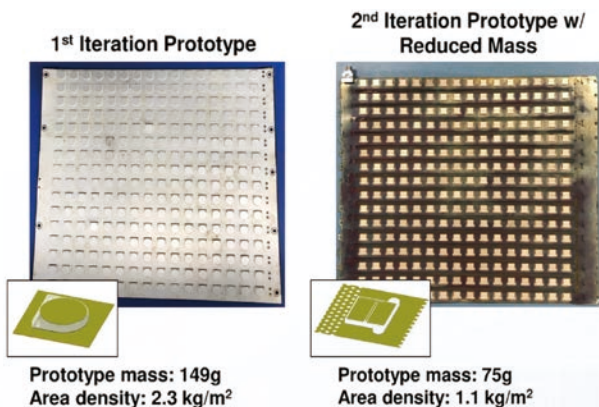 1st Iteration Prototype
2nd Iteration Prototype w/
Reduced Mass
Prototype mass: 149g
Area density: 2.3 kg/m²
Prototype mass: 75g
Area density: 1.1 kg/m²